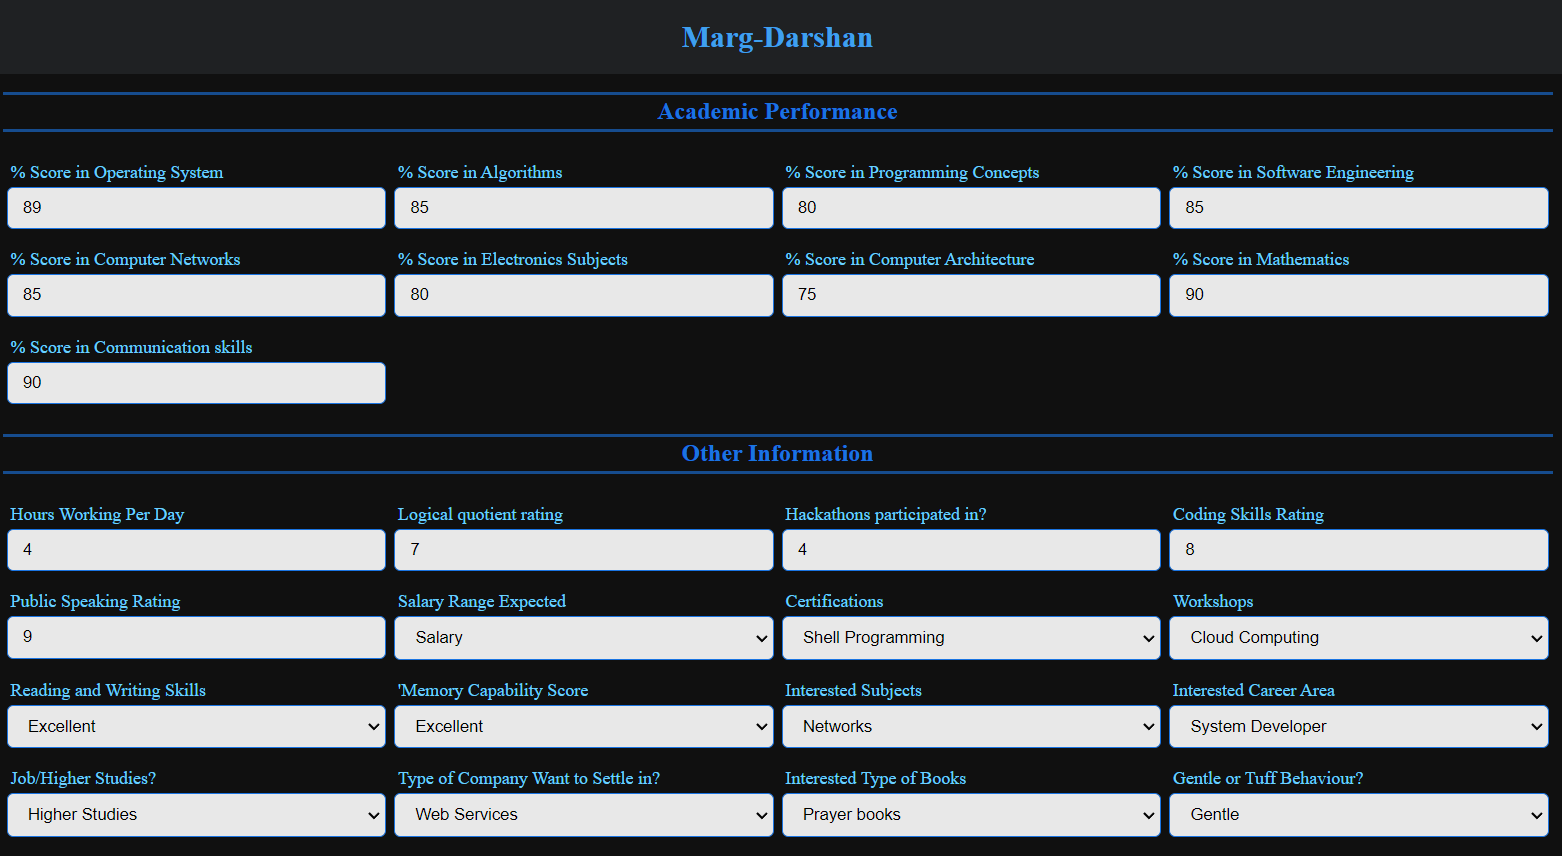 Marg-Darshan
Academic Performance
% Score in Operating System % Score in Algorithms % Score in Programming Concepts % Score in Software Engineering
89 85 80 85
% Score in Computer Networks % Score in Electronics Subjects % Score in Computer Architecture % Score in Mathematics
85 80 75 90
% Score in Communication skills
90
Other Information
Hours Working Per Day Logical quotient rating Hackathons participated in? Coding Skills Rating
4 7 4 8
Public Speaking Rating Salary Range Expected Certifications Workshops
9 Salary Shell Programming Cloud Computing
Reading and Writing Skills 'Memory Capability Score Interested Subjects Interested Career Area
Excellent Excellent Networks System Developer
Job/Higher Studies? Type of Company Want to Settle in? Interested Type of Books Gentle or Tuff Behaviour?
Higher Studies Web Services Prayer books Gentle